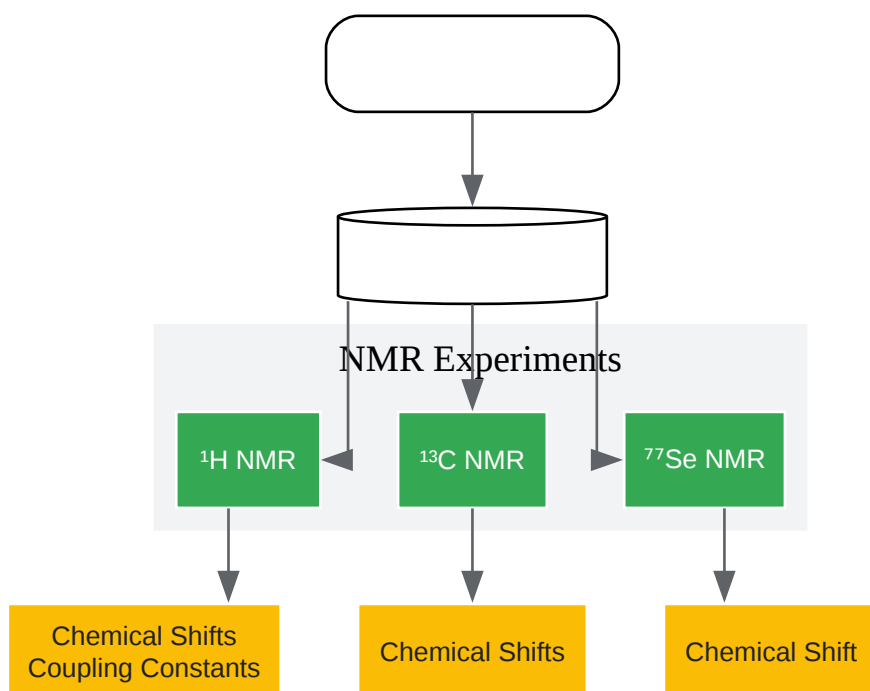 NMR Experiments
¹H NMR
¹³C NMR
⁷⁷Se NMR
Chemical Shifts
Coupling Constants
Chemical Shifts
Chemical Shift